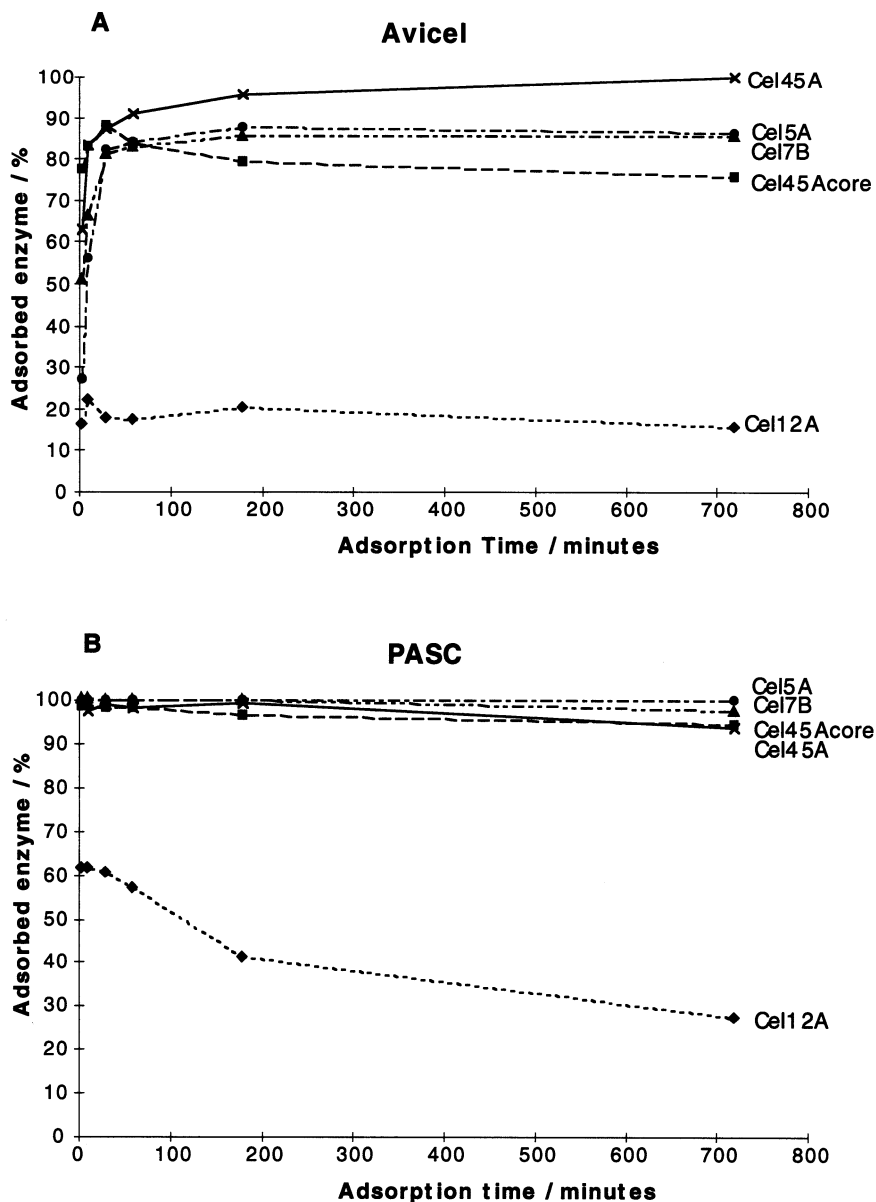 A
Avicel
100
90
80
70
60
50
40
30
20
10
0
Adsorbed enzyme / %
Cel45A
Cel5A
Cel7B
Cel45Acore
Cel12A
0 100 200 300 400 500 600 700 800
Adsorption Time / minutes
B
PASC
100
90
80
70
60
50
40
30
20
10
0
Adsorbed enzyme / %
Cel5A
Cel7B
Cel45Acore
Cel45A
Cel12A
0 100 200 300 400 500 600 700 800
Adsorption time / minutes